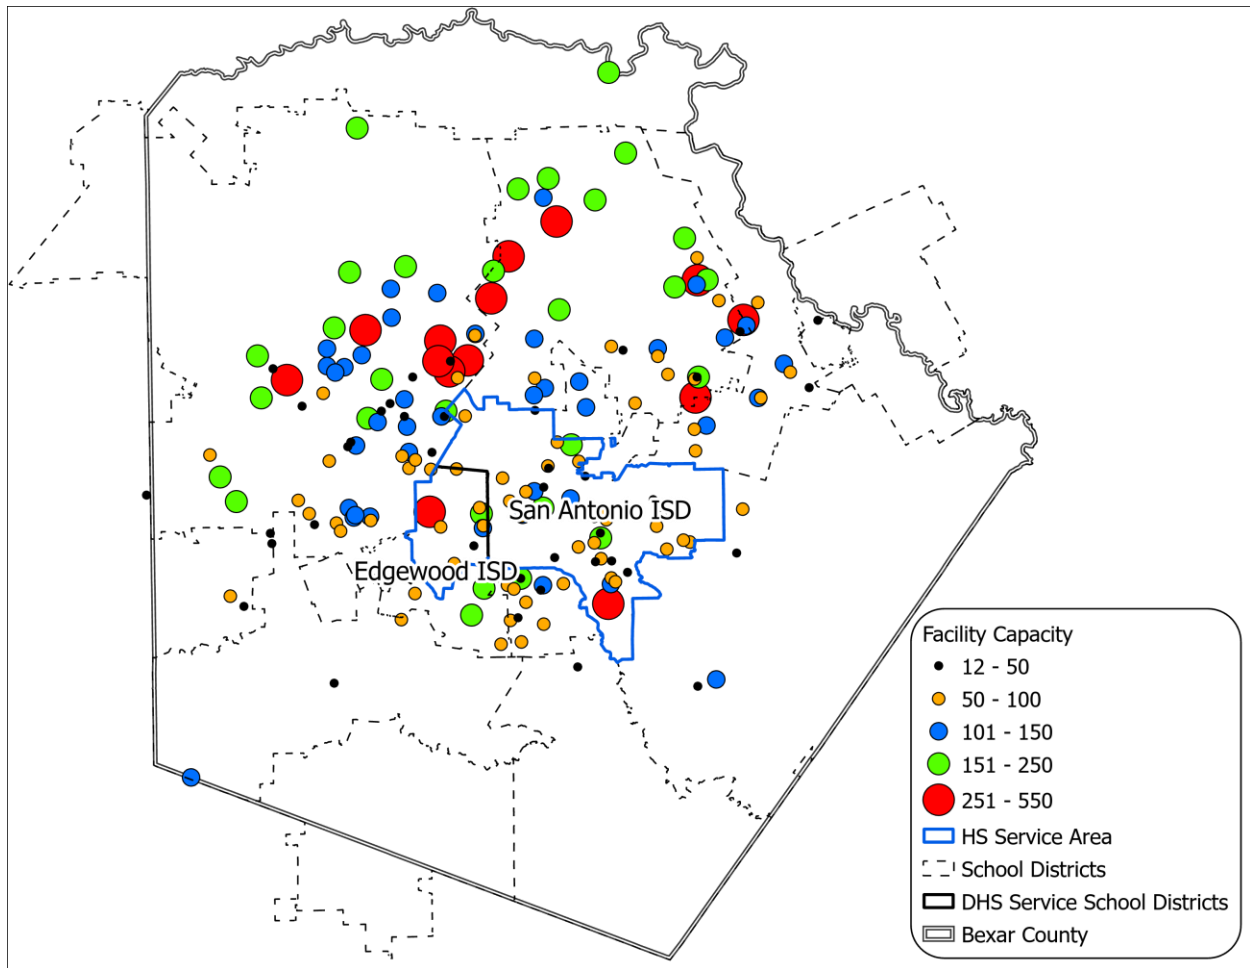 San Antonio ISD
Edgewood ISD
Facility Capacity
12 - 50
50 - 100
101 - 150
151 - 250
251 - 550
HS Service Area
School Districts
DHS Service School Districts
Bexar County